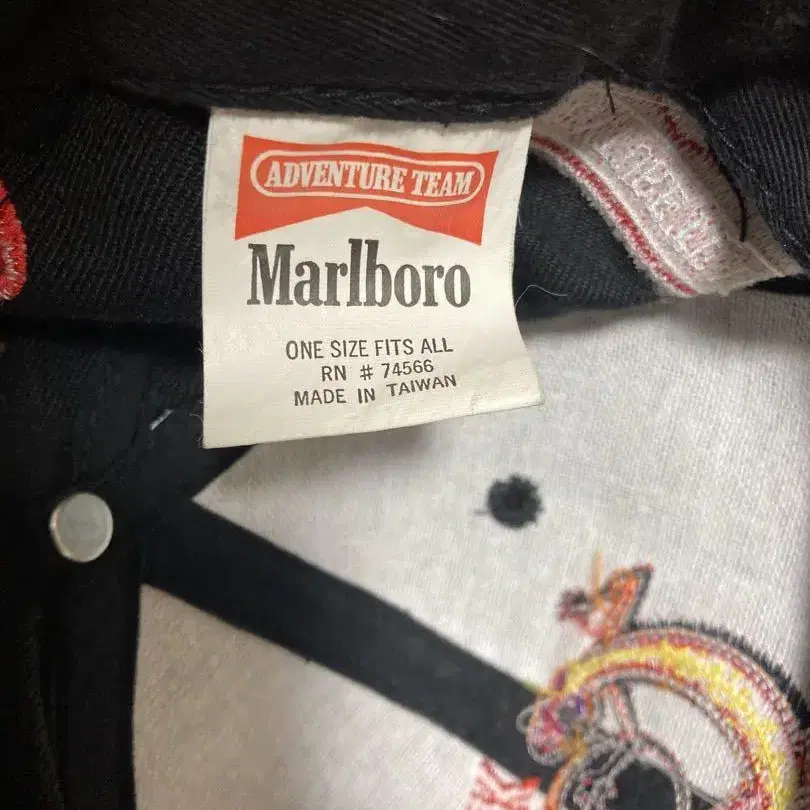 ADVENTURE TEAM
Marlboro
ONE SIZE FITS ALL
RN # 74566
MADE IN TAIWAN